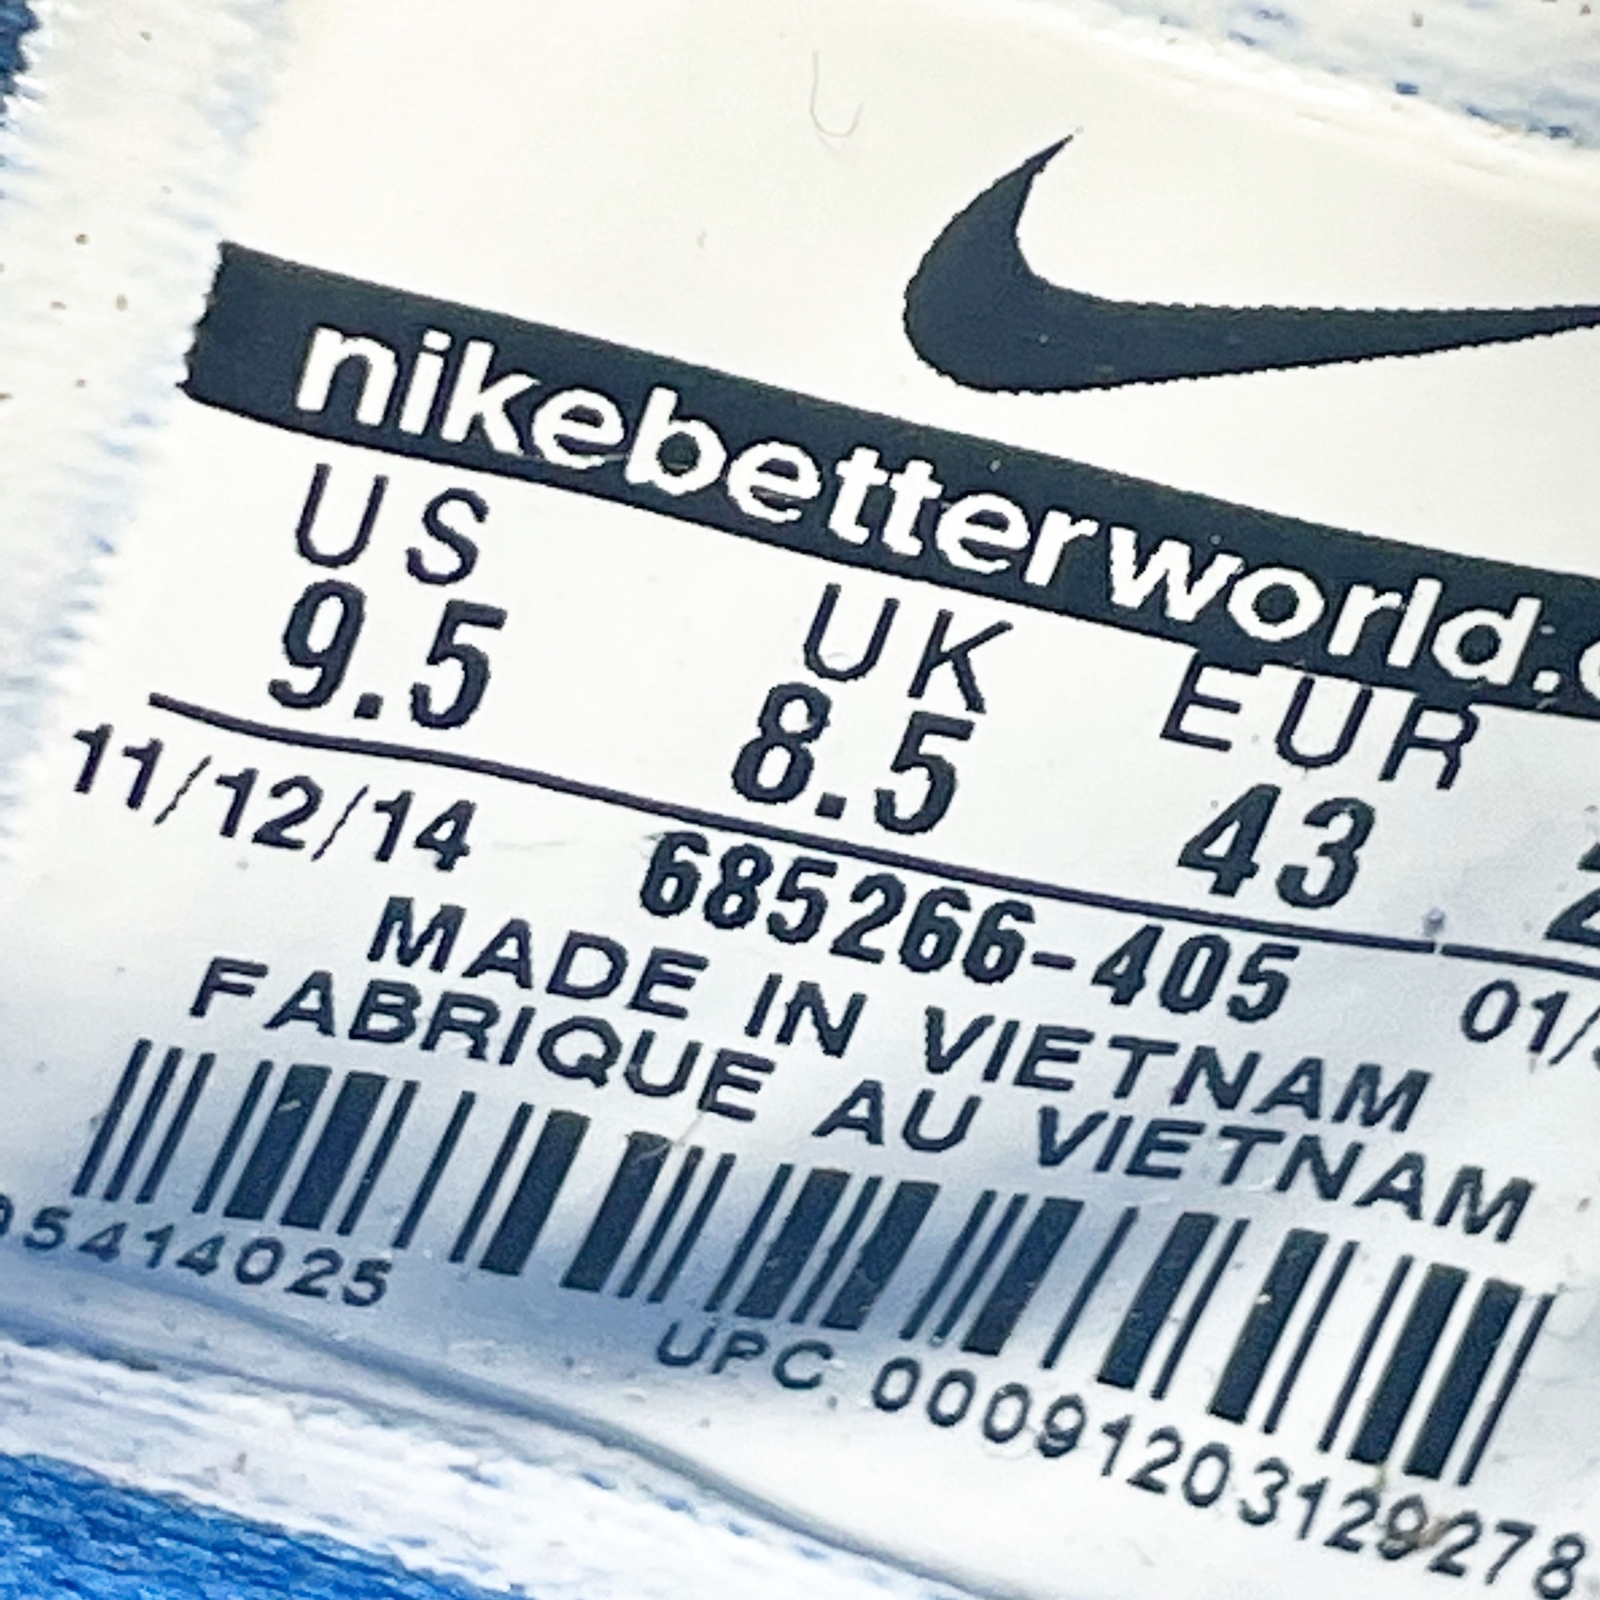 nikebetterworld.
US UK EUR
9.5 8.5 43
11/12/14 685266-405 01/
MADE IN VIETNAM
FABRIQUE AU VIETNAM
5414025
UPC 00091203129278